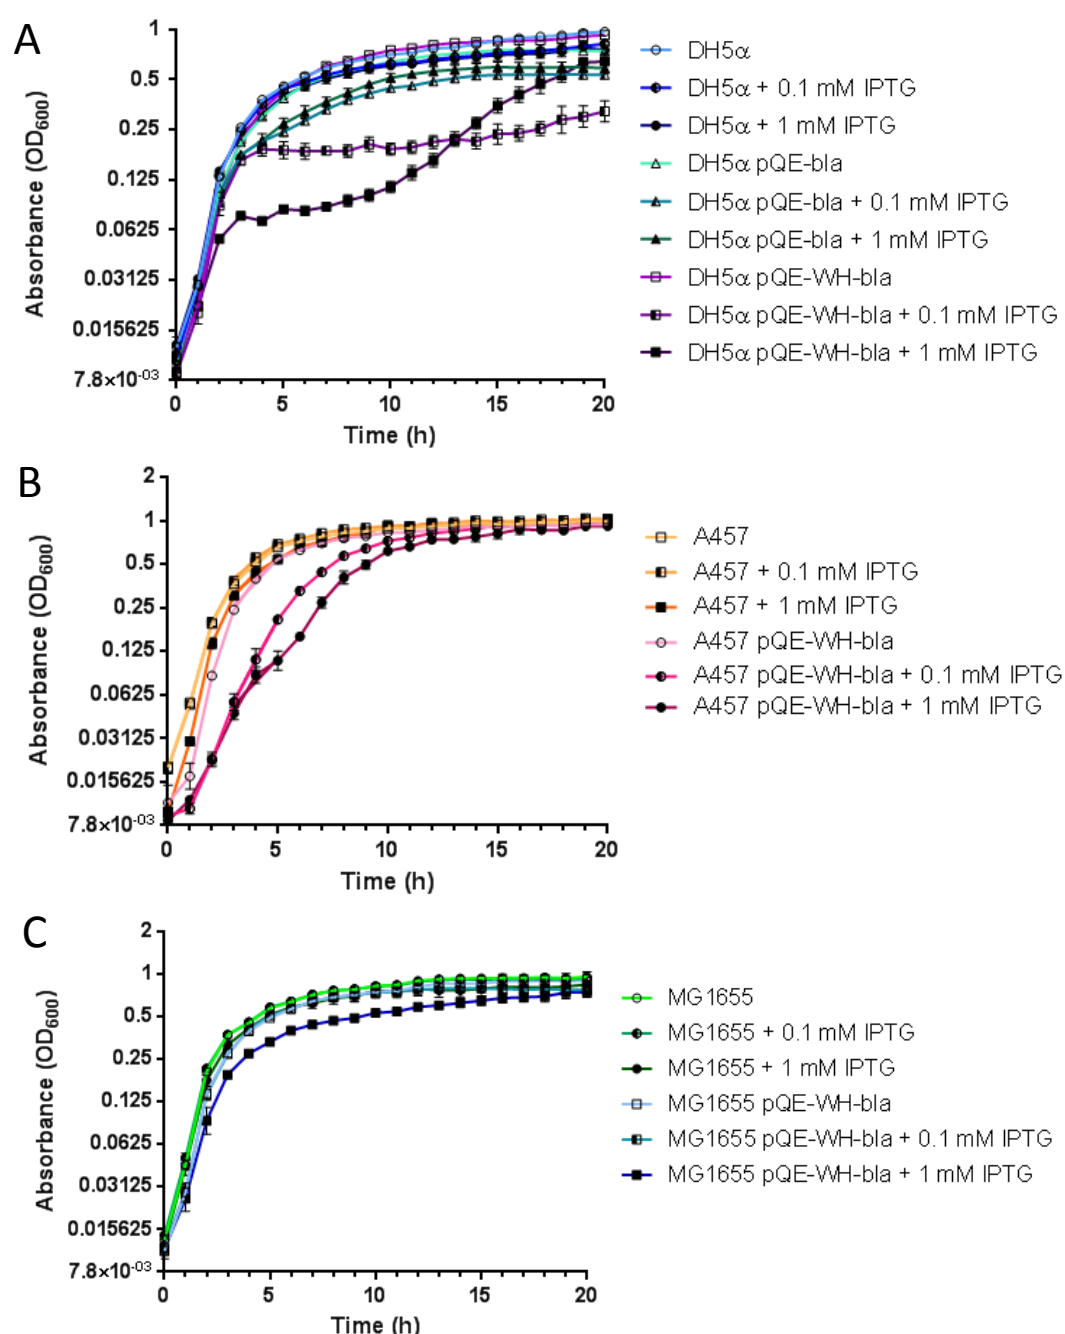 A
Absorbance (OD600)
1
0.5
0.25
0.125
0.0625
0.03125
0.015625
7.8×10-03
0 5 10 15 20
Time (h)
DH5α
DH5α + 0.1 mM IPTG
DH5α + 1 mM IPTG
DH5α pQE-bla
DH5α pQE-bla + 0.1 mM IPTG
DH5α pQE-bla + 1 mM IPTG
DH5α pQE-WH-bla
DH5α pQE-WH-bla + 0.1 mM IPTG
DH5α pQE-WH-bla + 1 mM IPTG
B
Absorbance (OD600)
2
1
0.5
0.25
0.125
0.0625
0.03125
0.015625
7.8×10-03
0 5 10 15 20
Time (h)
A457
A457 + 0.1 mM IPTG
A457 + 1 mM IPTG
A457 pQE-WH-bla
A457 pQE-WH-bla + 0.1 mM IPTG
A457 pQE-WH-bla + 1 mM IPTG
C
Absorbance (OD600)
2
1
0.5
0.25
0.125
0.0625
0.03125
0.015625
7.8×10-03
0 5 10 15 20
Time (h)
MG1655
MG1655 + 0.1 mM IPTG
MG1655 + 1 mM IPTG
MG1655 pQE-WH-bla
MG1655 pQE-WH-bla + 0.1 mM IPTG
MG1655 pQE-WH-bla + 1 mM IPTG